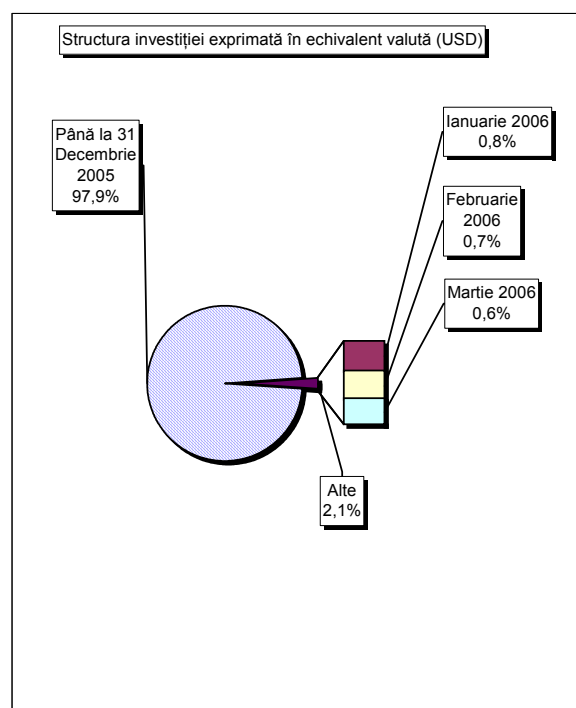 Structura investiției exprimată în echivalent valută (USD)
Până la 31
Decembrie
2005
97,9%
Ianuarie 2006
0,8%
Februarie
2006
0,7%
Martie 2006
0,6%
Alte
2,1%